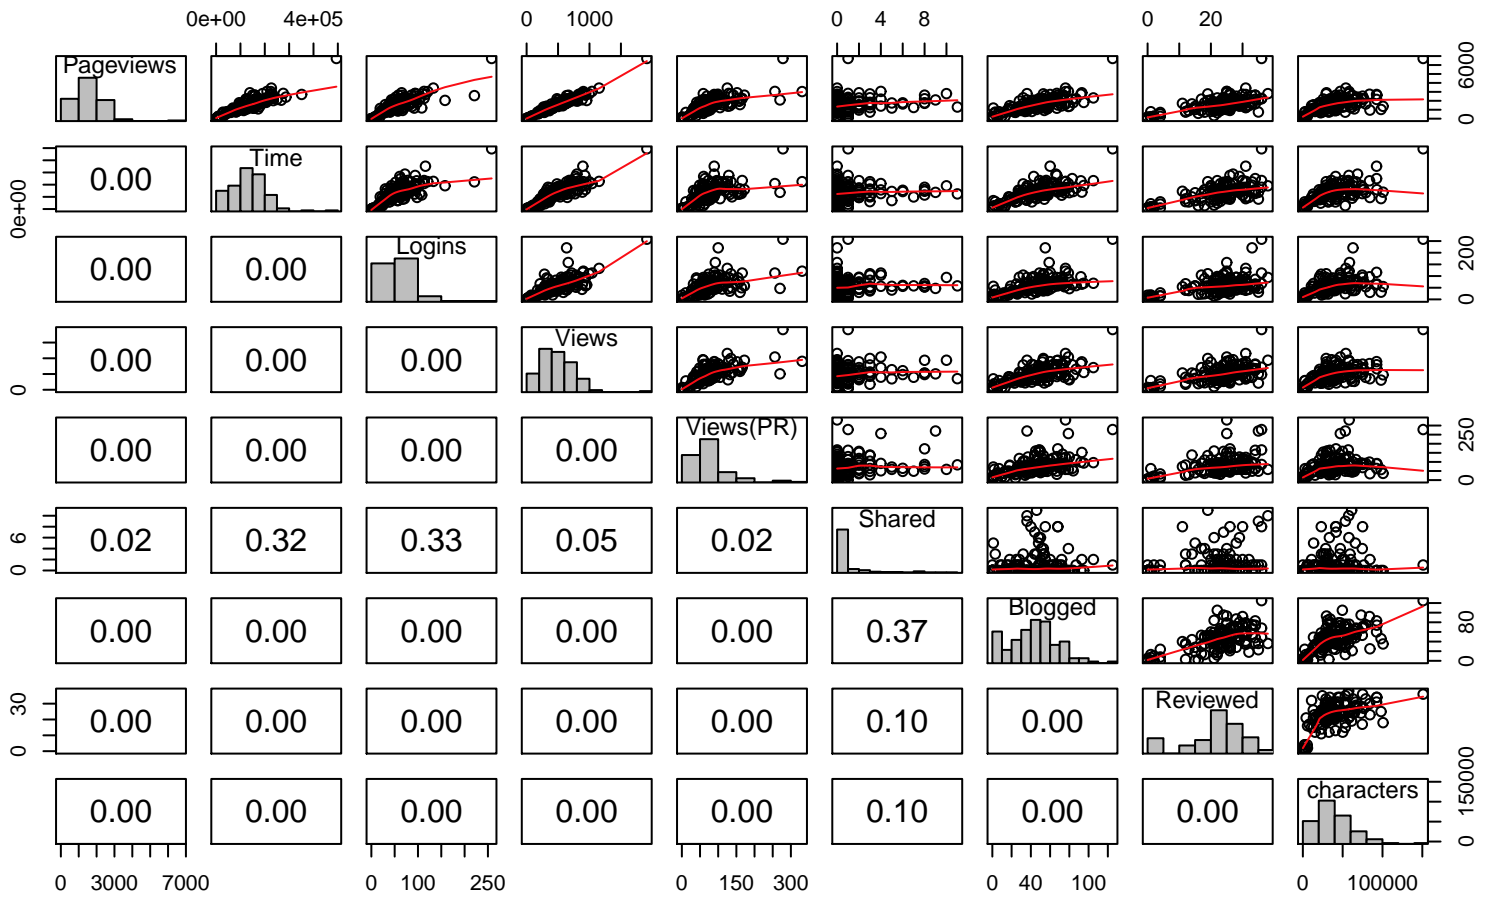 0e+00 4e+05 0 1000 0 4 8 0 20
Pageviews 0 6000
0e+00 0.00 Time
0.00 0.00 Logins 0 200
0 0.00 0.00 0.00 Views
0.00 0.00 0.00 0.00 Views(PR) 0 250
0 6 0.02 0.32 0.33 0.05 0.02 Shared
0.00 0.00 0.00 0.00 0.00 0.37 Blogged 0 80
0 30 0.00 0.00 0.00 0.00 0.00 0.10 0.00 Reviewed
0.00 0.00 0.00 0.00 0.00 0.10 0.00 0.00 characters 0 150000
0 3000 7000 0 100 250 0 150 300 0 40 100 0 100000